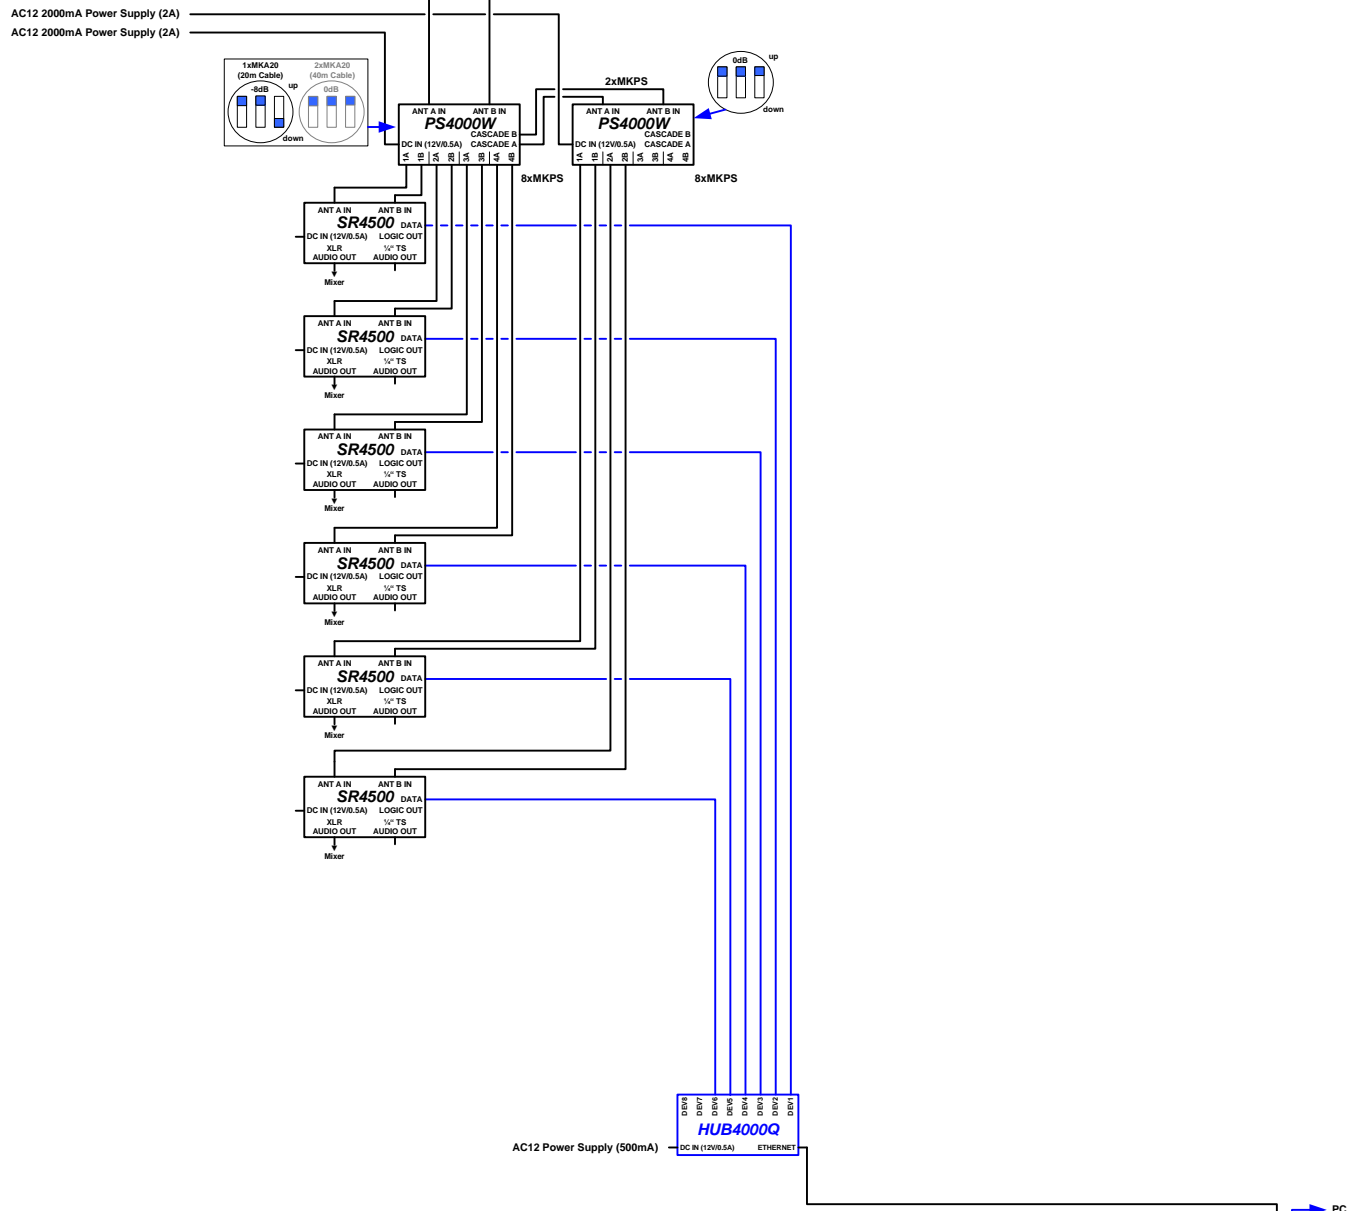 AC12 2000mA Power Supply (2A)
AC12 2000mA Power Supply (2A)
1xMKA20
(20m Cable)
-8dB
up
down
2xMKA20
(40m Cable)
0dB
2xMKPS
0dB
up
down
ANT A IN ANT B IN
PS4000W
CASCADE B
DC IN (12V/0.5A) CASCADE A
1A 1B 2A 2B 3A 3B 4A 4B
8xMKPS
ANT A IN ANT B IN
PS4000W
CASCADE B
DC IN (12V/0.5A) CASCADE A
1A 1B 2A 2B 3A 3B 4A 4B
8xMKPS
ANT A IN ANT B IN
SR4500 DATA
DC IN (12V/0.5A) LOGIC OUT
XLR ¼" TS
AUDIO OUT AUDIO OUT
Mixer
ANT A IN ANT B IN
SR4500 DATA
DC IN (12V/0.5A) LOGIC OUT
XLR ¼" TS
AUDIO OUT AUDIO OUT
Mixer
ANT A IN ANT B IN
SR4500 DATA
DC IN (12V/0.5A) LOGIC OUT
XLR ¼" TS
AUDIO OUT AUDIO OUT
Mixer
ANT A IN ANT B IN
SR4500 DATA
DC IN (12V/0.5A) LOGIC OUT
XLR ¼" TS
AUDIO OUT AUDIO OUT
Mixer
ANT A IN ANT B IN
SR4500 DATA
DC IN (12V/0.5A) LOGIC OUT
XLR ¼" TS
AUDIO OUT AUDIO OUT
Mixer
ANT A IN ANT B IN
SR4500 DATA
DC IN (12V/0.5A) LOGIC OUT
XLR ¼" TS
AUDIO OUT AUDIO OUT
Mixer
DEV8 DEV7 DEV6 DEV5 DEV4 DEV3 DEV2 DEV1
HUB4000Q
AC12 Power Supply (500mA)
DC IN (12V/0.5A) ETHERNET
PC